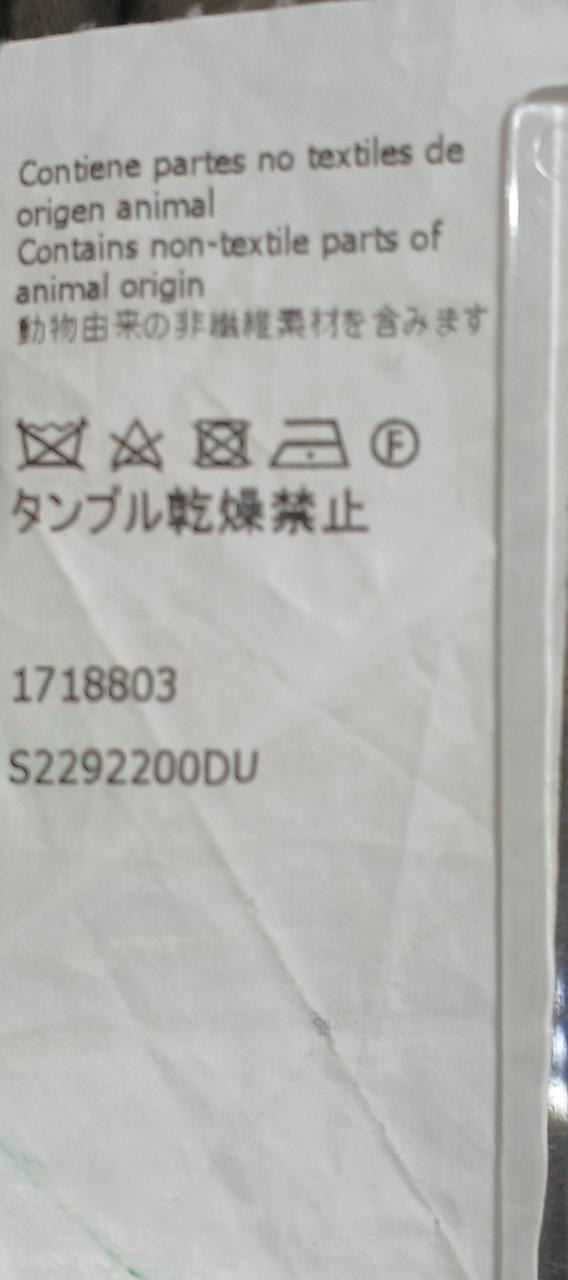 Contiene partes no textiles de
origen animal
Contains non-textile parts of
animal origin
動物由来の非繊維素材を含みます
F
タンブル乾燥禁止
1718803
S2292200DU